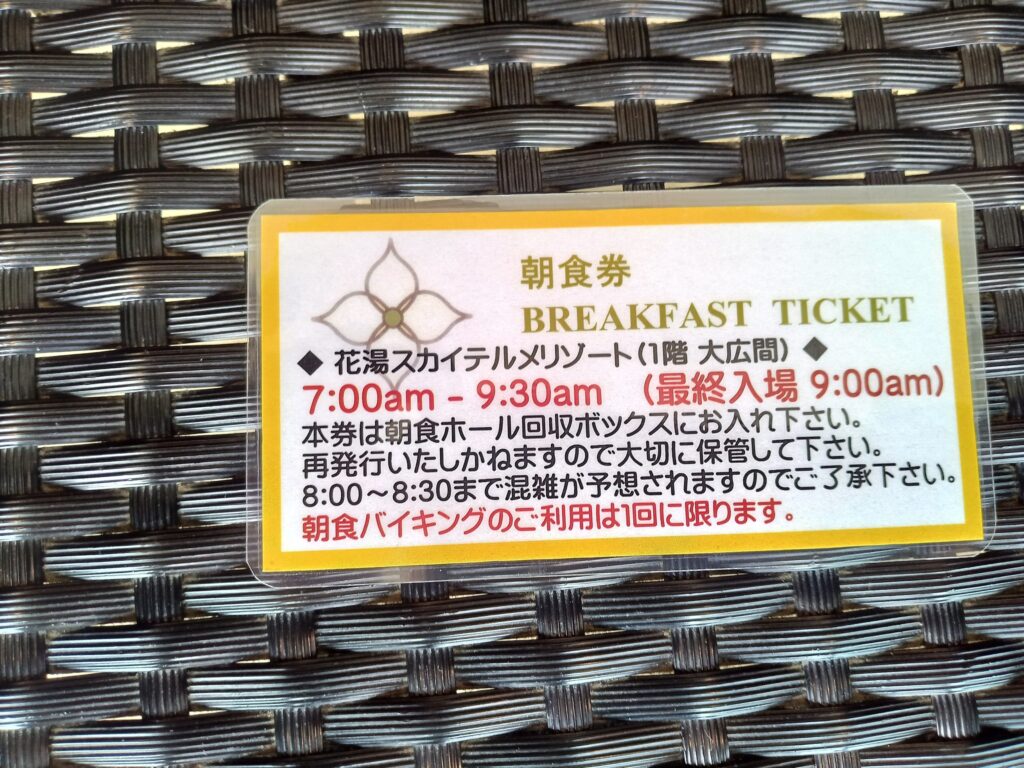 朝食券
BREAKFAST TICKET
◆ 花湯スカイテルメリゾート(1階 大広間) ◆
7:00am - 9:30am (最終入場 9:00am)
本券は朝食ホール回収ボックスにお入れ下さい。
再発行いたしかねますので大切に保管して下さい。
8:00～8:30まで混雑が予想されますのでご了承下さい。
朝食バイキングのご利用は1回に限ります。